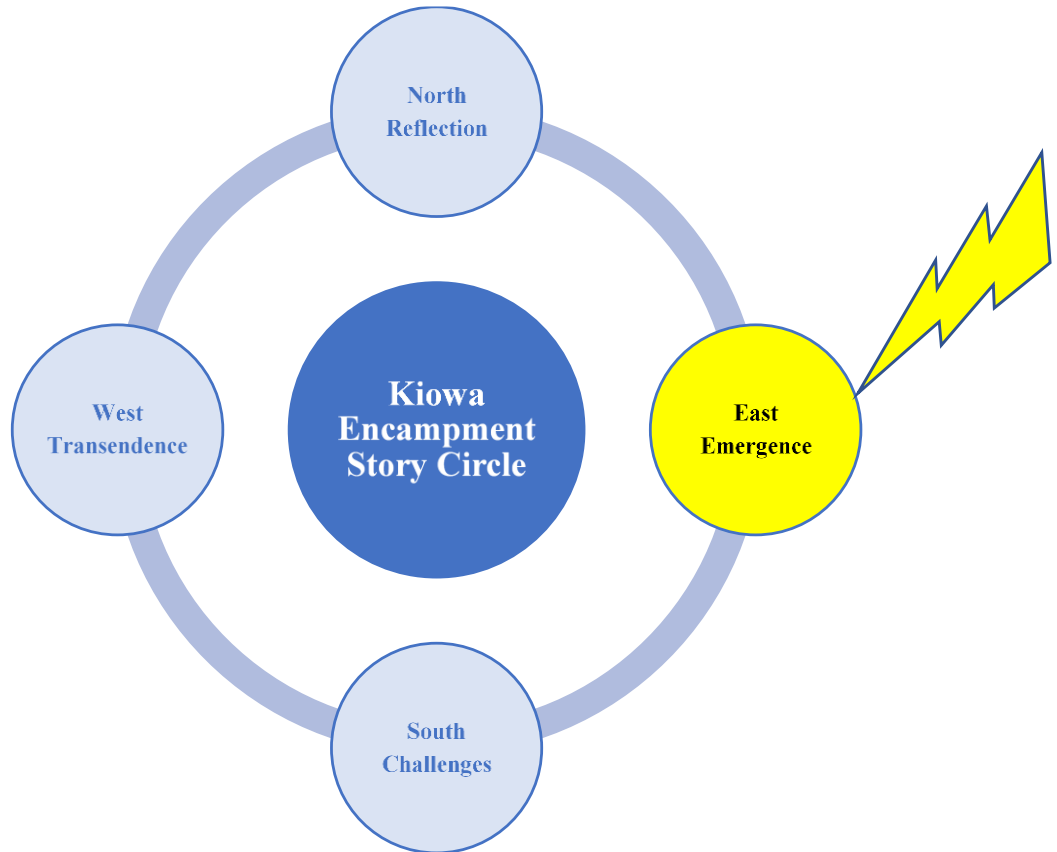 North
Reflection
Kiowa
Encampment
Story Circle
West
Transendence
East
Emergence
South
Challenges